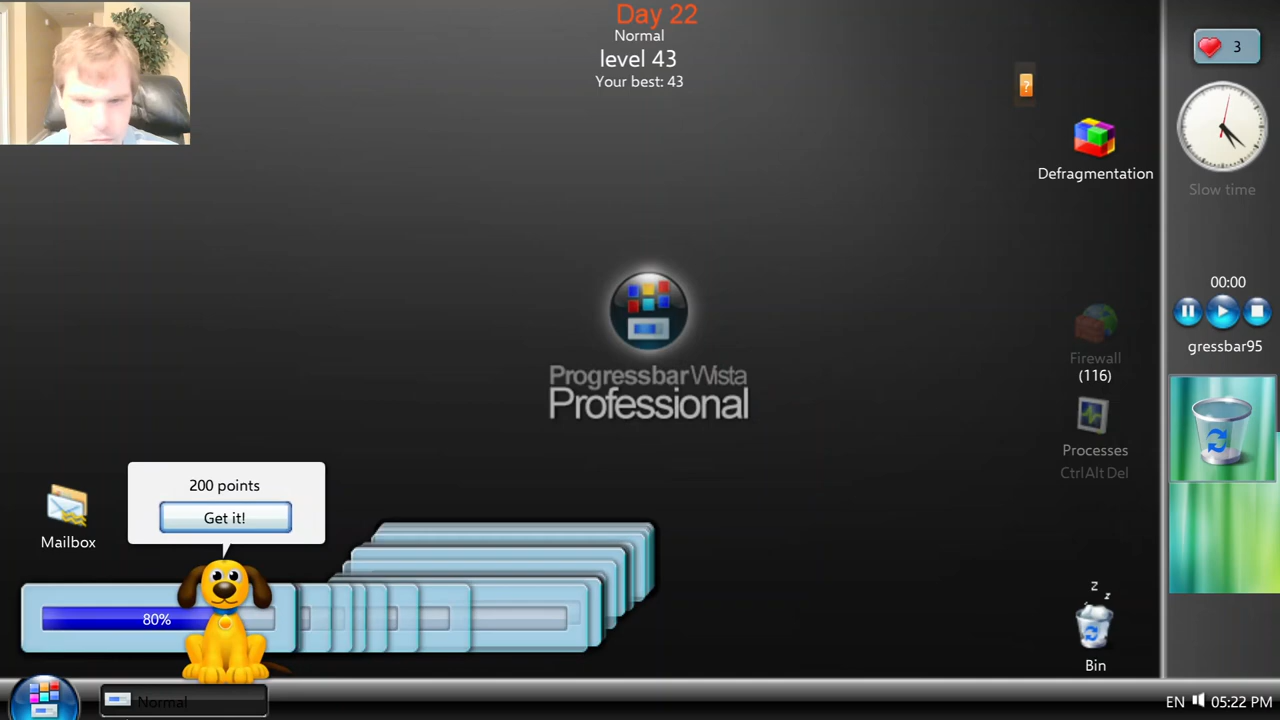 Day 22
Normal
level 43
Your best: 43
3
?
Defragmentation
Slow time
00:00
gressbar95
Firewall
(116)
Processes
Ctrl Alt Del
Progressbar Wista
Professional
200 points
Get it!
Mailbox
80%
z
z
Bin
Normal
EN 05:22 PM